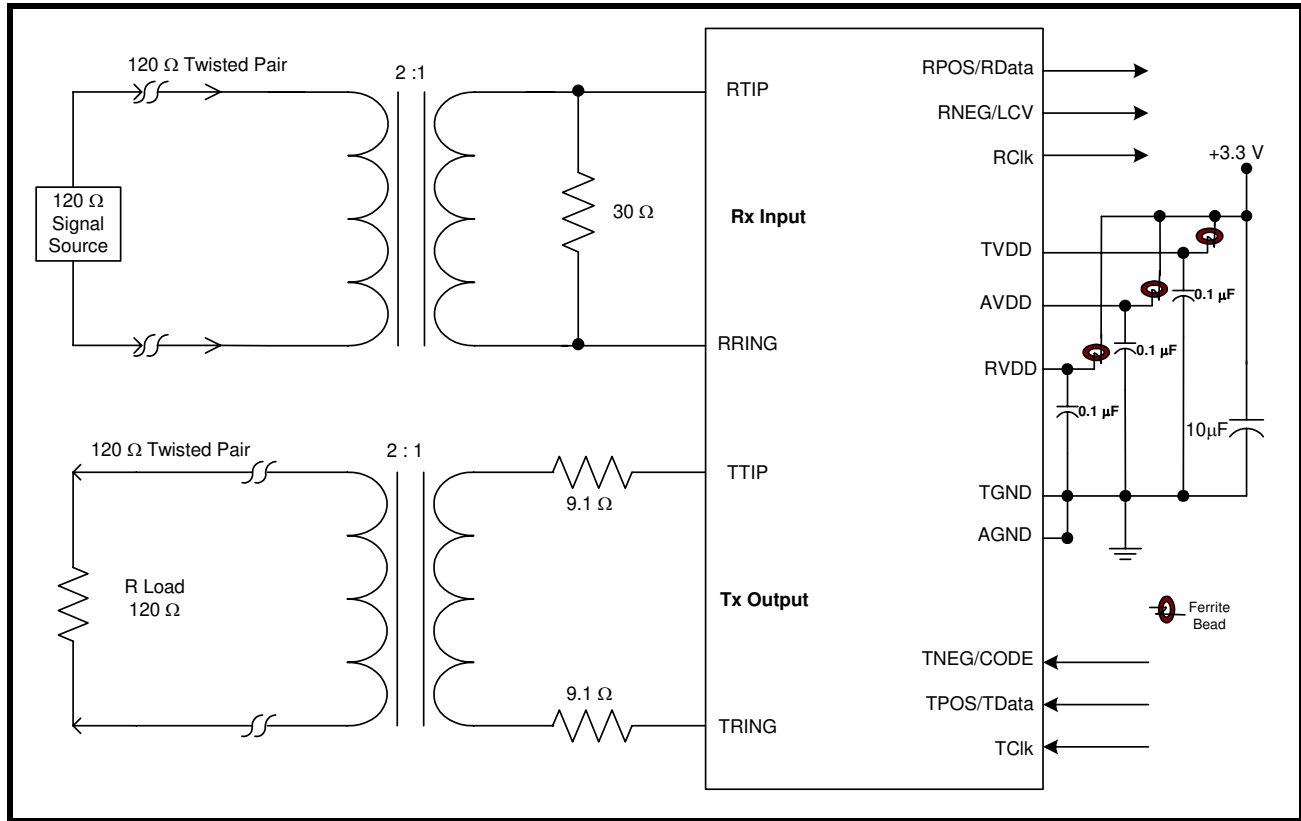 120 Ω Twisted Pair
2 :1
120 Ω
Signal
Source
30 Ω
RTIP
Rx Input
RRING
120 Ω Twisted Pair
2 : 1
R Load
120 Ω
9.1 Ω
9.1 Ω
TTIP
Tx Output
TRING
RPOS/RData
RNEG/LCV
RClk
+3.3 V
TVDD
0.1 µF
AVDD
0.1 µF
RVDD
0.1 µF
10µF
TGND
AGND
Ferrite
Bead
TNEG/CODE
TPOS/TData
TClk